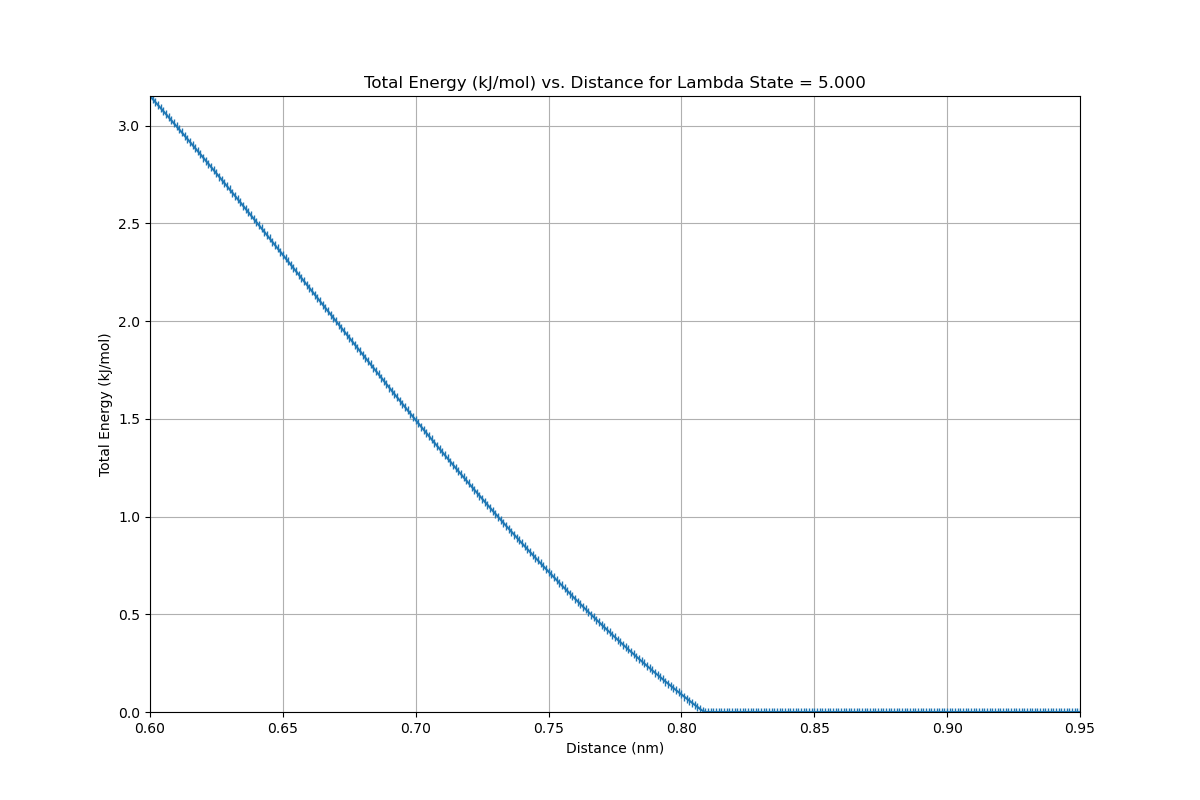 Total Energy (kJ/mol) vs. Distance for Lambda State = 5.000
Total Energy (kJ/mol)
3.0
2.5
2.0
1.5
1.0
0.5
0.0
0.60 0.65 0.70 0.75 0.80 0.85 0.90 0.95
Distance (nm)